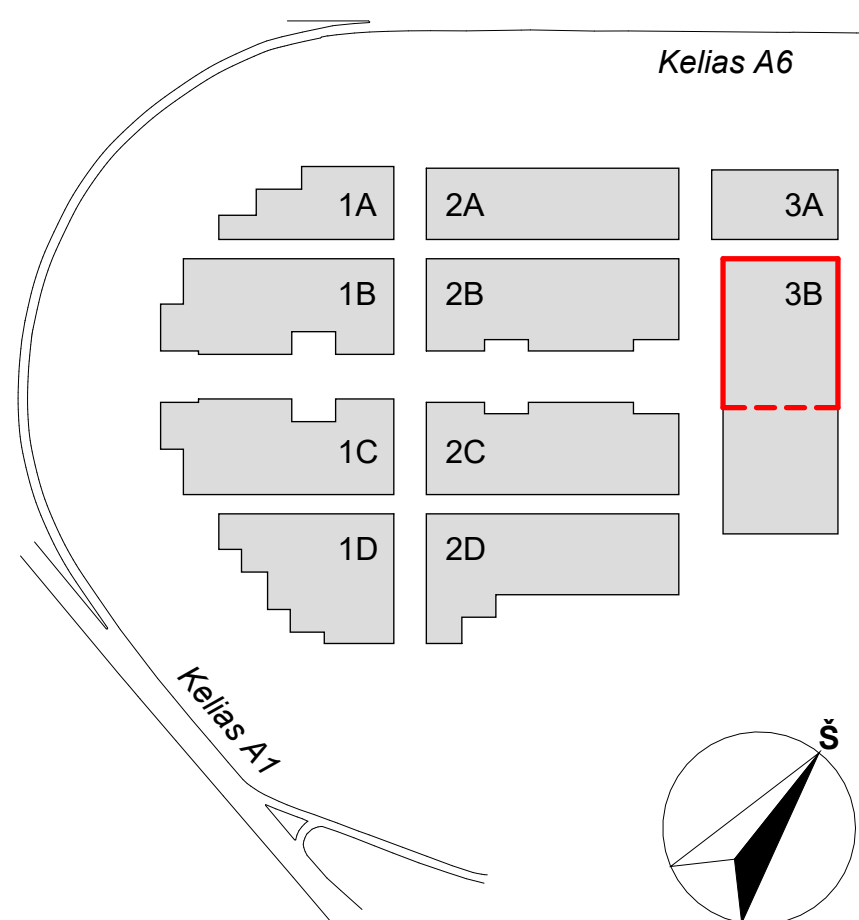 Kelias A6
1A 2A 3A
1B 2B 3B
1C 2C
1D 2D
Kelias A1
Š